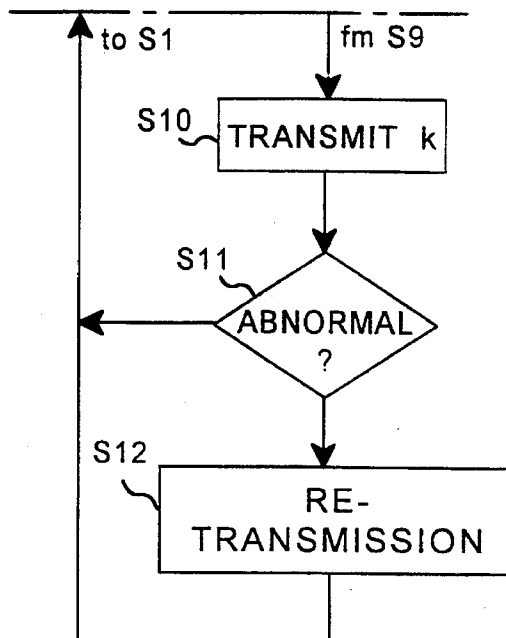 to S1
fm S9
S10
TRANSMIT k
S11
ABNORMAL
?
S12
RE-
TRANSMISSION